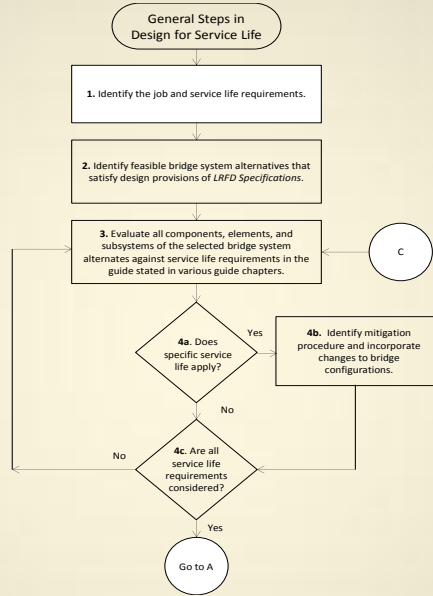 General Steps in
Design for Service Life
1. Identify the job and service life requirements.
2. Identify feasible bridge system alternatives that
satisfy design provisions of LRFD Specifications.
3. Evaluate all components, elements, and
subsystems of the selected bridge system
alternates against service life requirements in the
guide stated in various guide chapters.
C
4a. Does
specific service
life apply?
Yes
4b. Identify mitigation
procedure and incorporate
changes to bridge
configurations.
No
4c. Are all
service life
requirements
considered?
No
Yes
Go to A